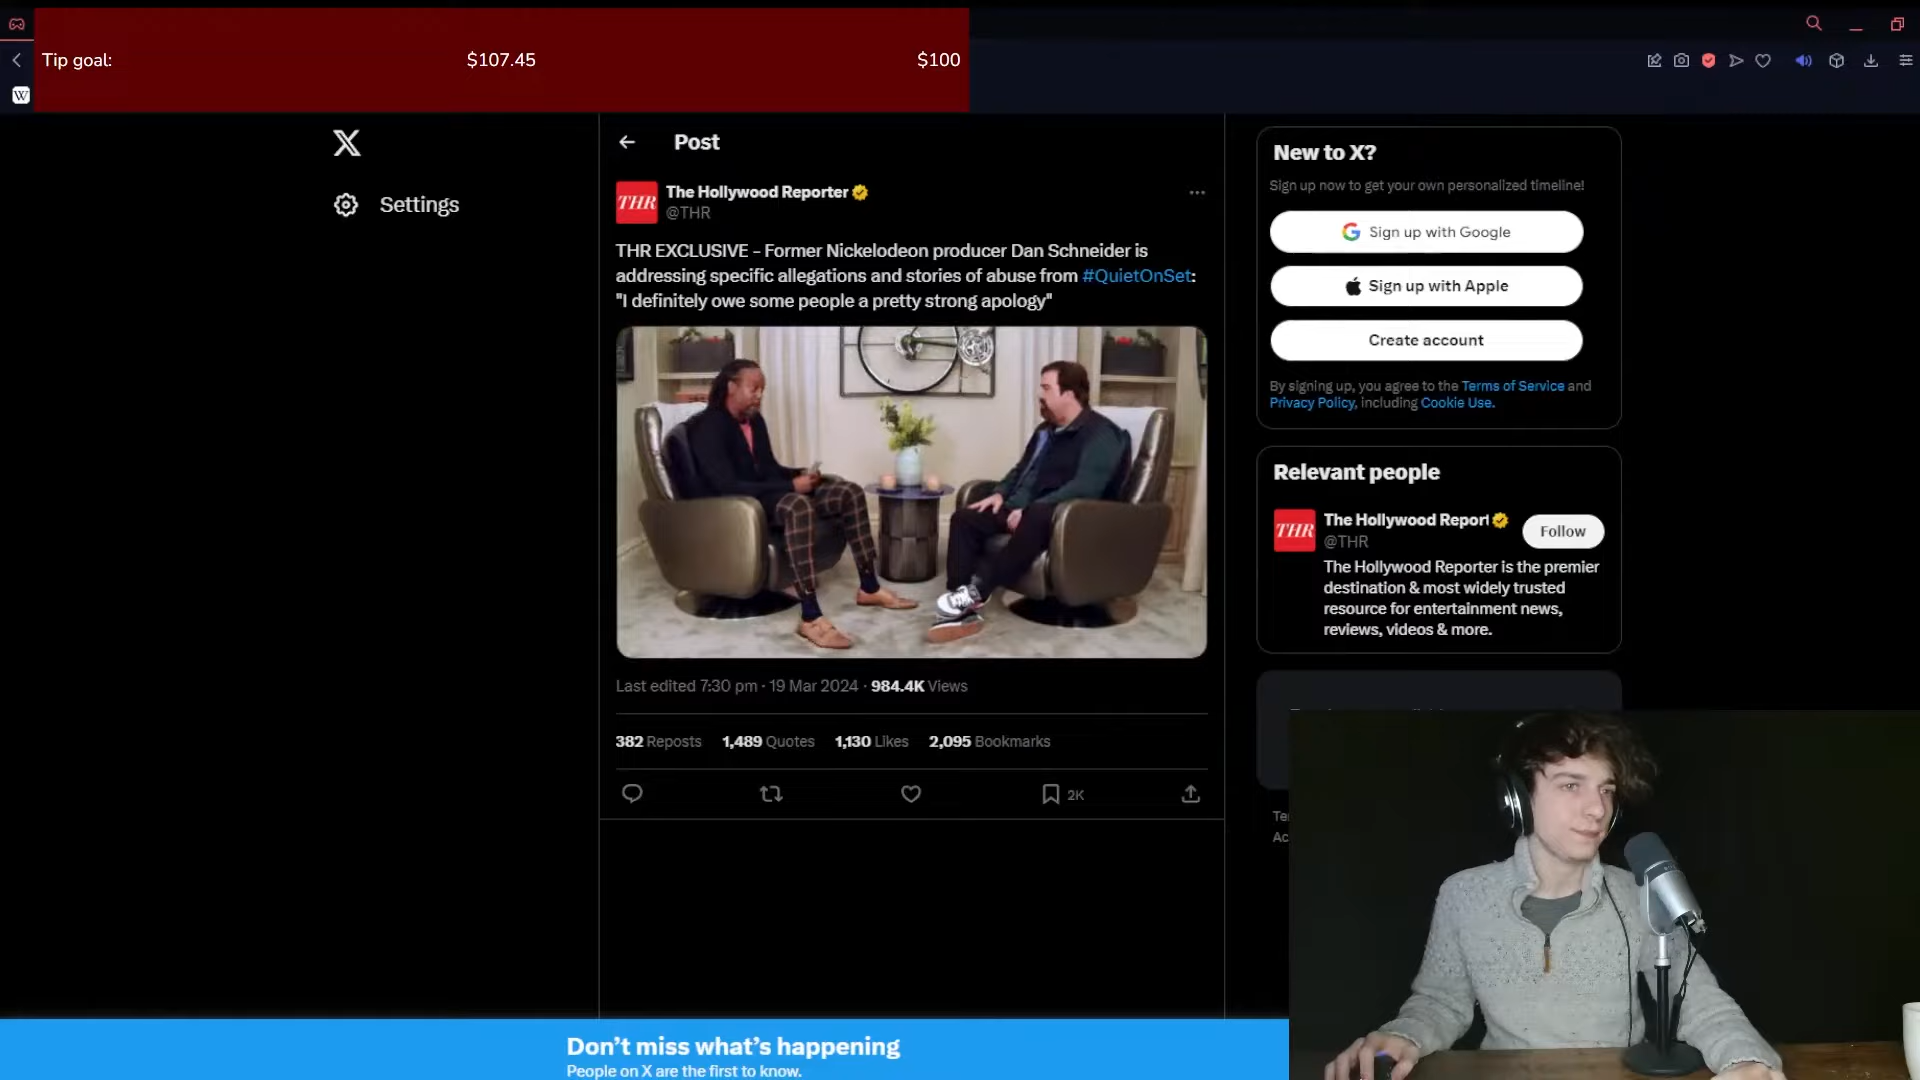 Tip goal: $107.45 $100
W
X
Settings
Post
THR
The Hollywood Reporter
@THR
THR EXCLUSIVE - Former Nickelodeon producer Dan Schneider is
addressing specific allegations and stories of abuse from #QuietOnSet:
"I definitely owe some people a pretty strong apology"
Last edited 7:30 pm · 19 Mar 2024 · 984.4K Views
382 Reposts 1,489 Quotes 1,130 Likes 2,095 Bookmarks
2K
New to X?
Sign up now to get your own personalized timeline!
Sign up with Google
Sign up with Apple
Create account
By signing up, you agree to the Terms of Service and
Privacy Policy, including Cookie Use.
Relevant people
THR
The Hollywood Report
@THR
Follow
The Hollywood Reporter is the premier
destination & most widely trusted
resource for entertainment news,
reviews, videos & more.
Te
Ac
Don't miss what's happening
People on X are the first to know.